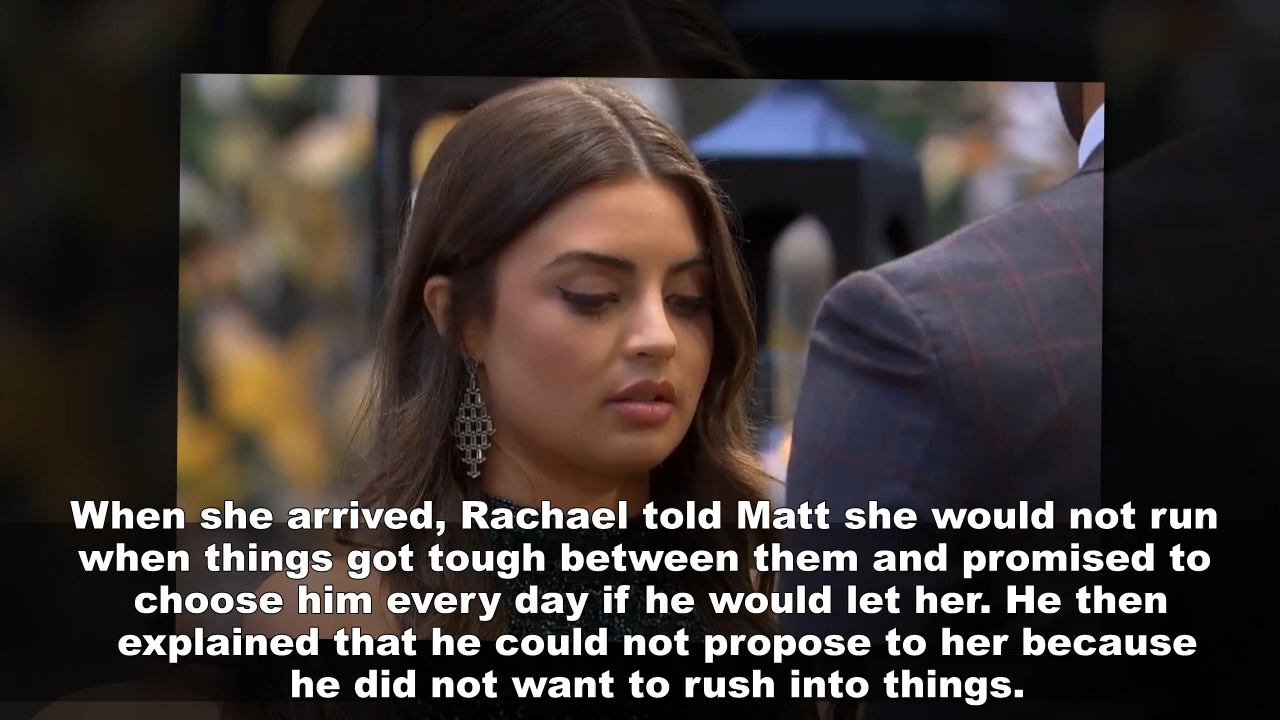 When she arrived, Rachael told Matt she would not run
when things got tough between them and promised to
choose him every day if he would let her. He then
explained that he could not propose to her because
he did not want to rush into things.